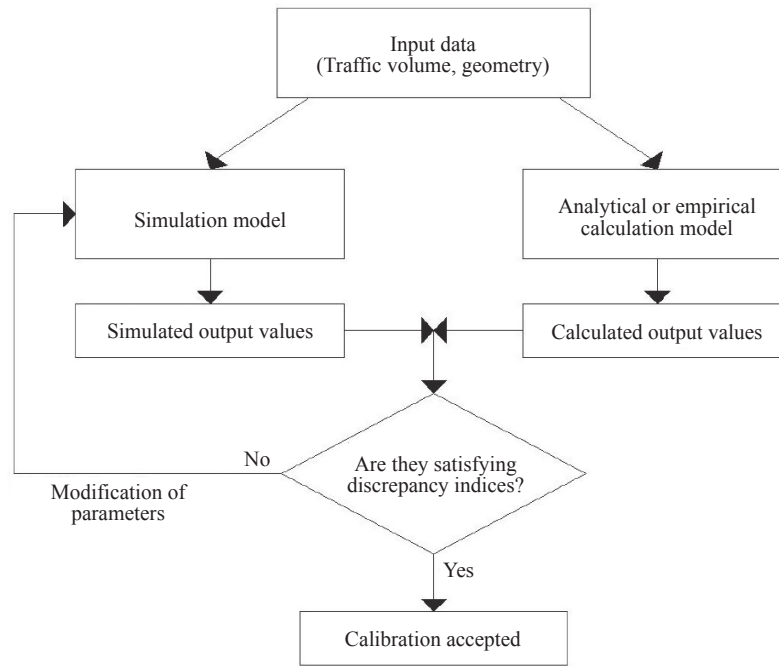 Input data
(Traffic volume, geometry)
Simulation model
Analytical or empirical
calculation model
Simulated output values
Calculated output values
No
Are they satisfying
discrepancy indices?
Modification of
parameters
Yes
Calibration accepted